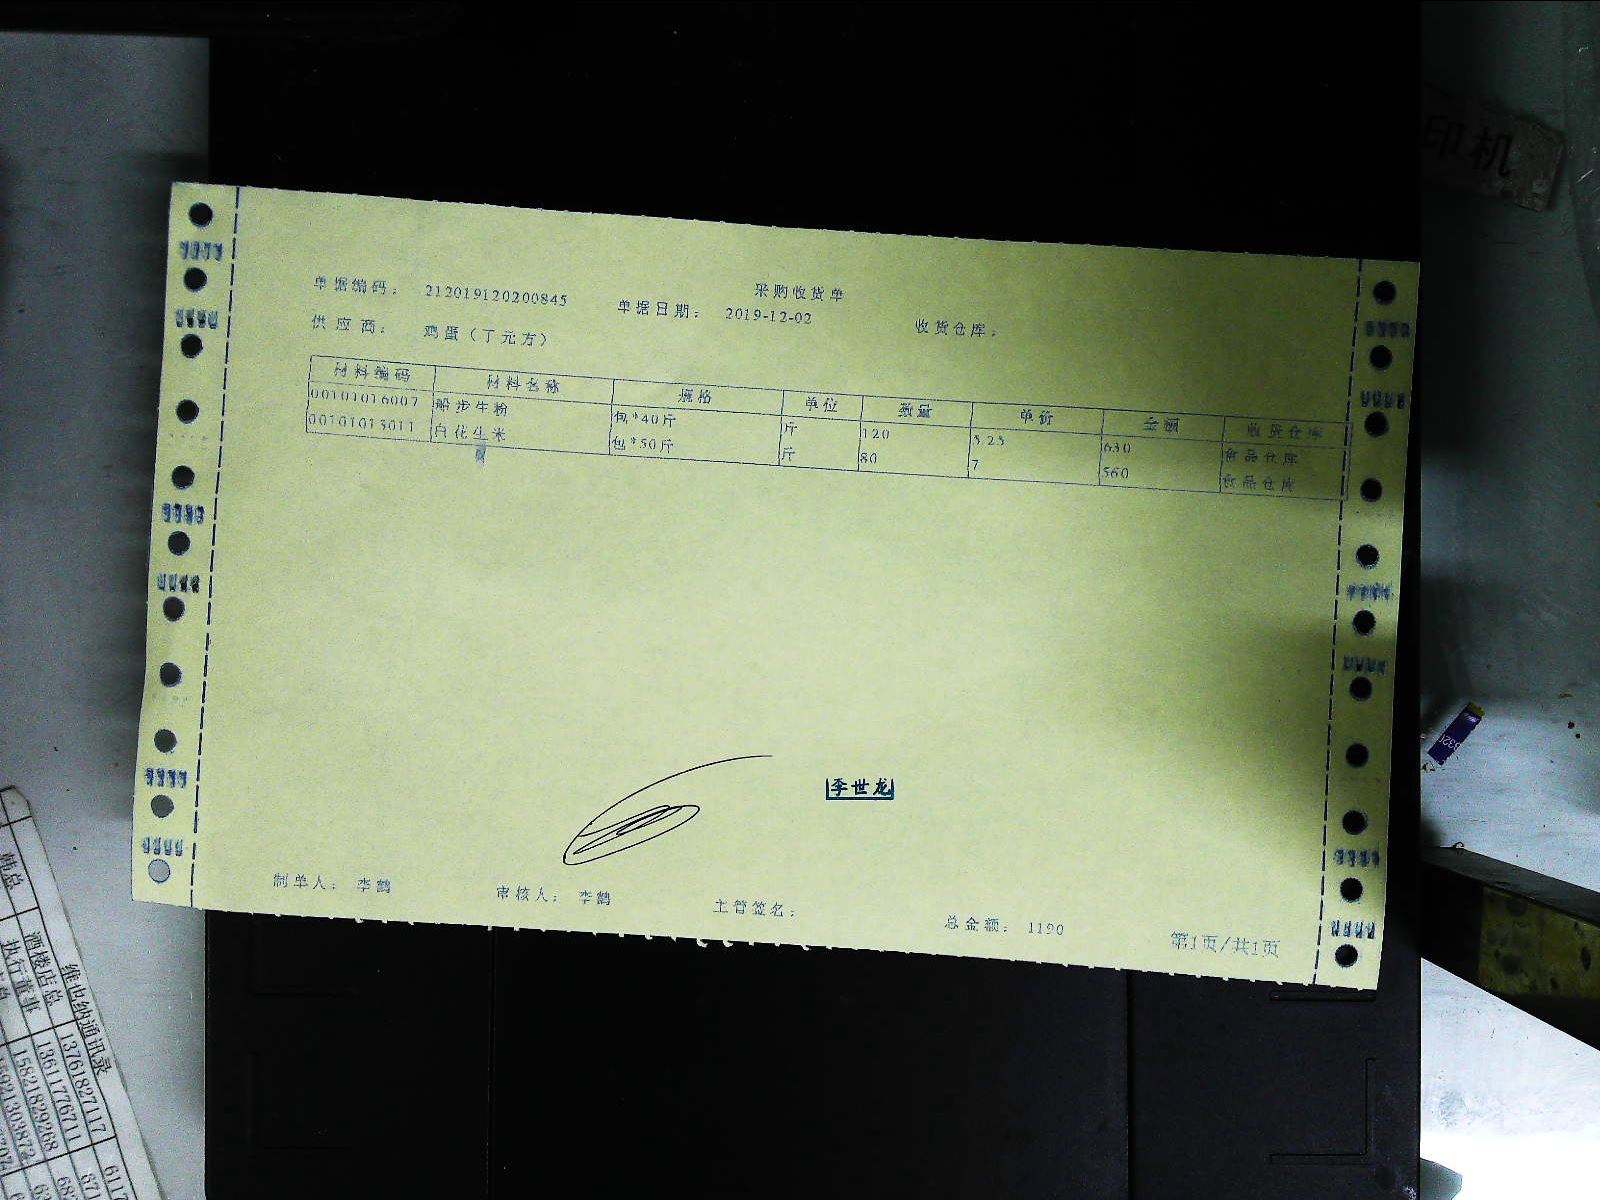 采购收货单
单据编码： 212019120200845 单据日期： 2019-12-02 收货仓库：
供应商： 鸡蛋（丁元方）
材料编码 材料名称 规格 单位 数量 单价 金额 收货仓库
00101016007 船步生粉 包*40斤 斤 120 5.25 630 食品仓库
00101013011 白花生米 包*50斤 斤 80 7 560 食品仓库
李世龙
制单人： 李鹤 审核人： 李鹤 主管签名： 总金额： 1190 第1页/共1页
印机
维也纳通讯录
酒楼店总 13761827117
执行董事 13611776711
15821829268
韩总